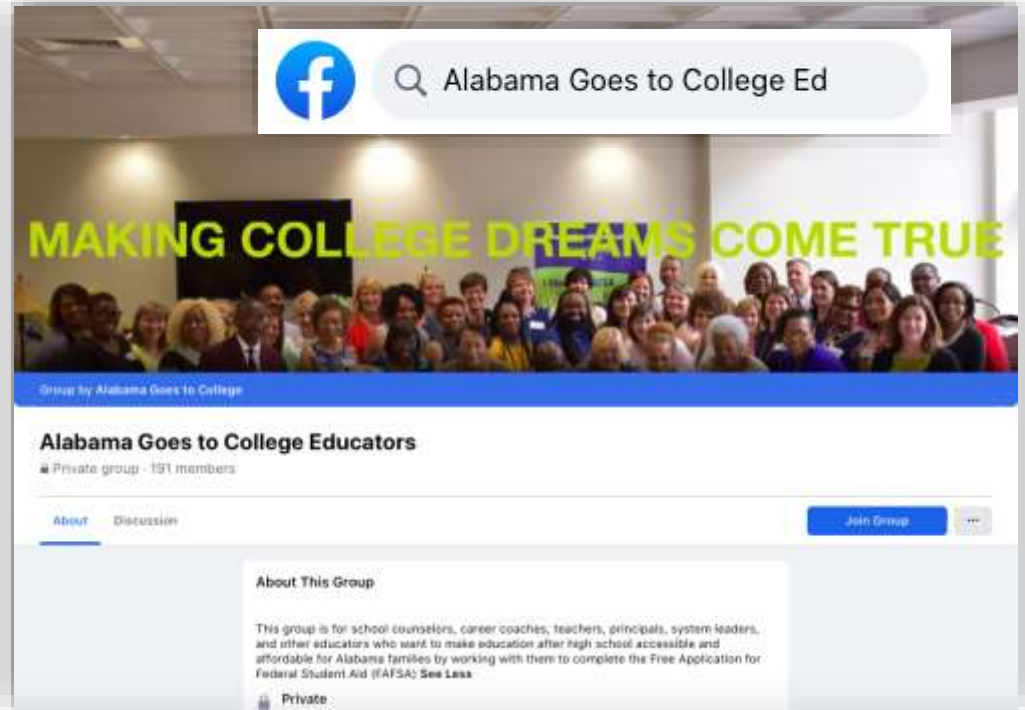 Alabama Goes to College Ed
MAKING COLLEGE DREAMS COME TRUE
Group by Alabama Goes to College
Alabama Goes to College Educators
Private group · 191 members
About
Discussion
Join Group
...
About This Group
This group is for school counselors, career coaches, teachers, principals, system leaders,
and other educators who want to make education after high school accessible and
affordable for Alabama families by working with them to complete the Free Application for
Federal Student Aid (FAFSA) See Less
Private